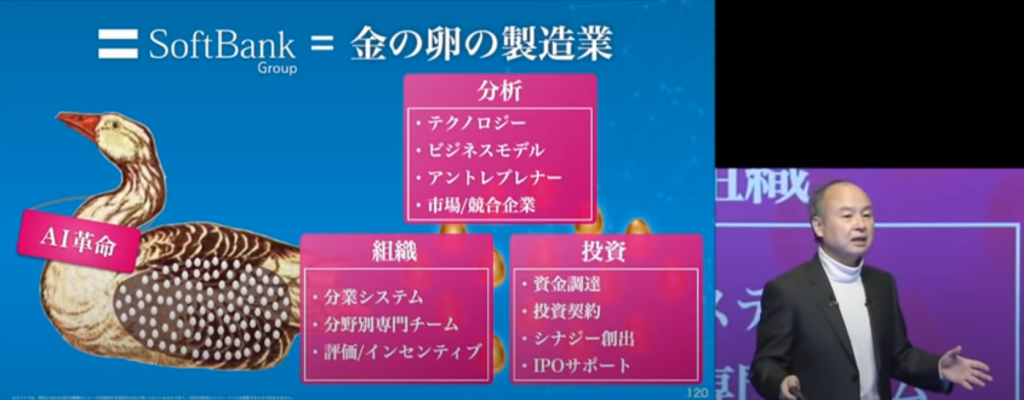 SoftBank Group = 金の卵の製造業
分析
・テクノロジー
・ビジネスモデル
・アントレプレナー
・市場/競合企業
AI革命
組織
・分業システム
・分野別専門チーム
・評価/インセンティブ
投資
・資金調達
・投資契約
・シナジー創出
・IPOサポート
120
組織